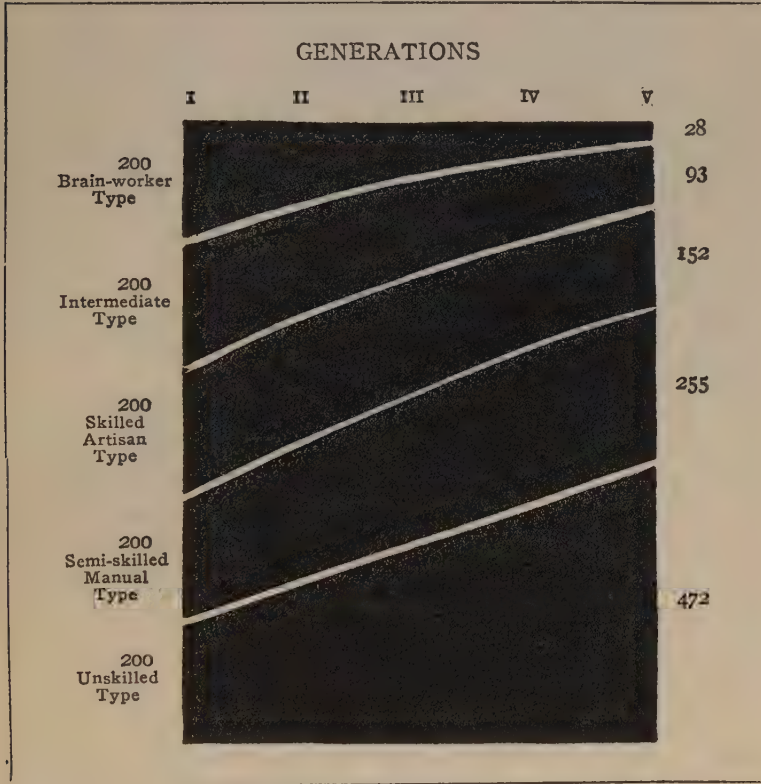 GENERATIONS
I II III IV V
28
200
Brain-worker
Type
93
152
200
Intermediate
Type
255
200
Skilled
Artisan
Type
200
Semi-skilled
Manual
Type
472
200
Unskilled
Type